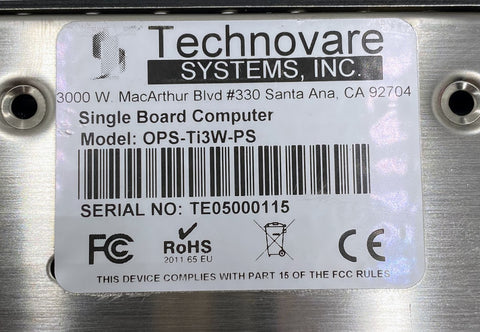 Technovare
SYSTEMS, INC.
3000 W. MacArthur Blvd #330 Santa Ana, CA 92704
Single Board Computer
Model: OPS-Ti3W-PS
SERIAL NO: TE05000115
FC
RoHS
2011 65 EU
CE
THIS DEVICE COMPLIES WITH PART 15 OF THE FCC RULES